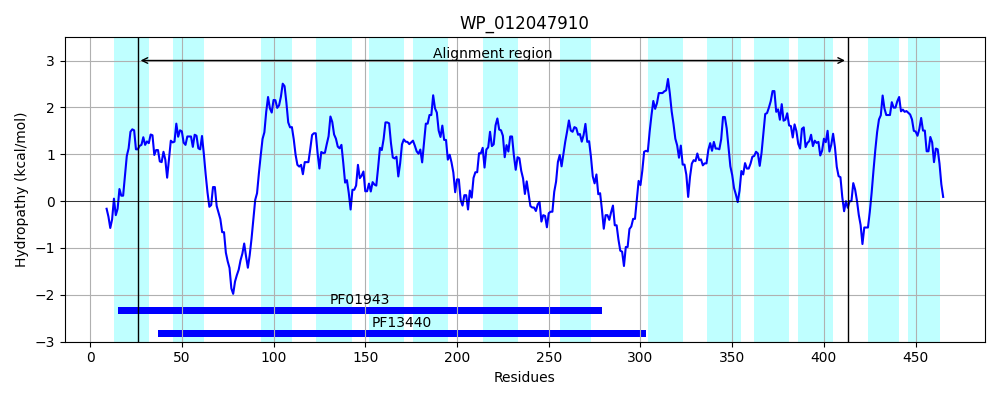 WP_012047910
Alignment region
3
2
1
0
−1
−2
−3
Hydropathy (kcal/mol)
PF01943
PF13440
0 50 100 150 200 250 300 350 400 450
Residues